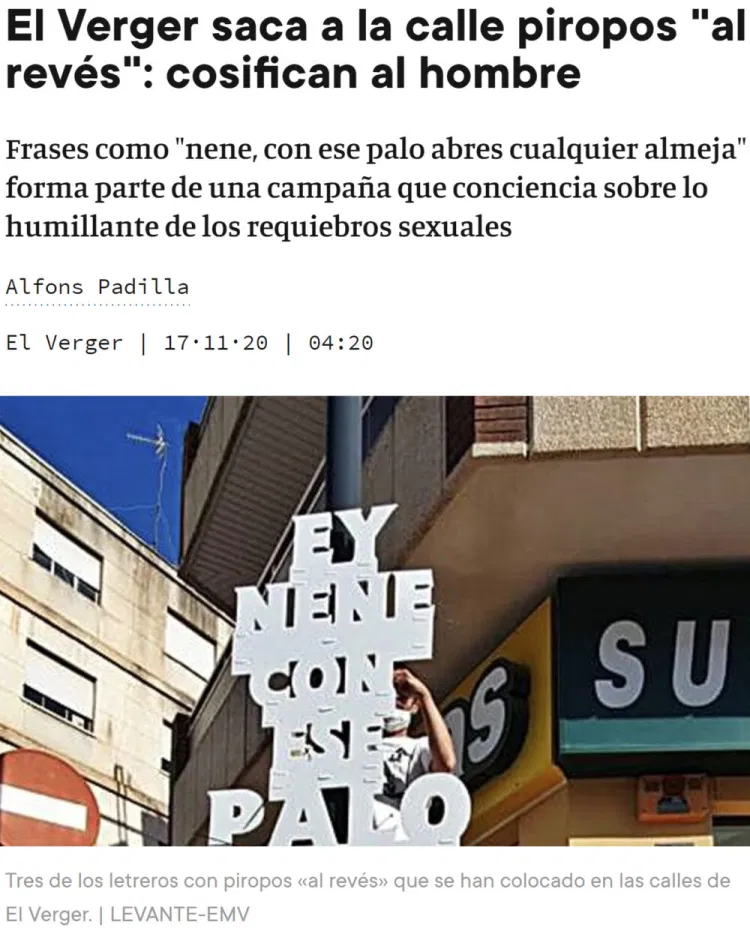 El Verger saca a la calle piropos "al
revés": cosifican al hombre
Frases como "nene, con ese palo abres cualquier almeja"
forma parte de una campaña que conciencia sobre lo
humillante de los requiebros sexuales
Alfons Padilla
El Verger | 17·11·20 | 04:20
EY
NENE
CON
ESE
PALO
OS
SU
Tres de los letreros con piropos «al revés» que se han colocado en las calles de
El Verger. | LEVANTE-EMV